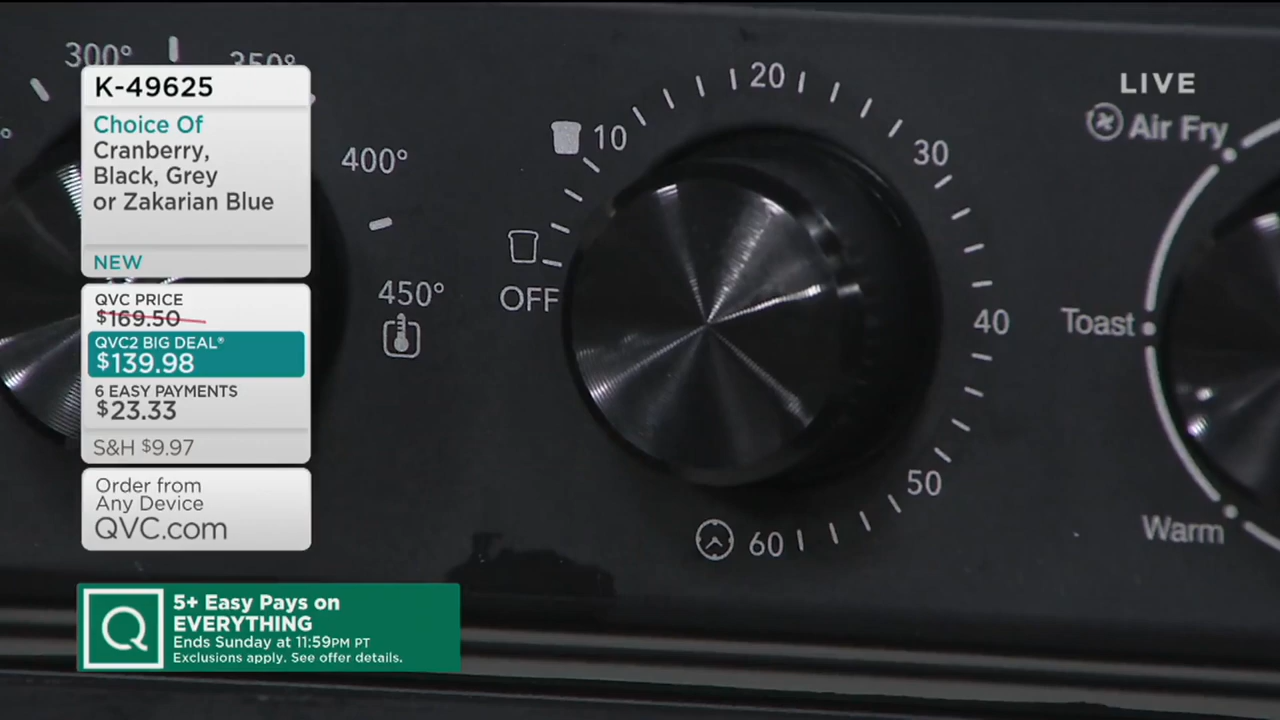 K-49625
Choice Of
Cranberry,
Black, Grey
or Zakarian Blue
NEW
QVC PRICE
$169.50
QVC2 BIG DEAL®
$139.98
6 EASY PAYMENTS
$23.33
S&H $9.97
Order from
Any Device
QVC.com
Q
5+ Easy Pays on
EVERYTHING
Ends Sunday at 11:59PM PT
Exclusions apply. See offer details.
300°
350°
400°
450°
OFF
10
20
30
40
50
60
LIVE
Air Fry
Toast
Warm